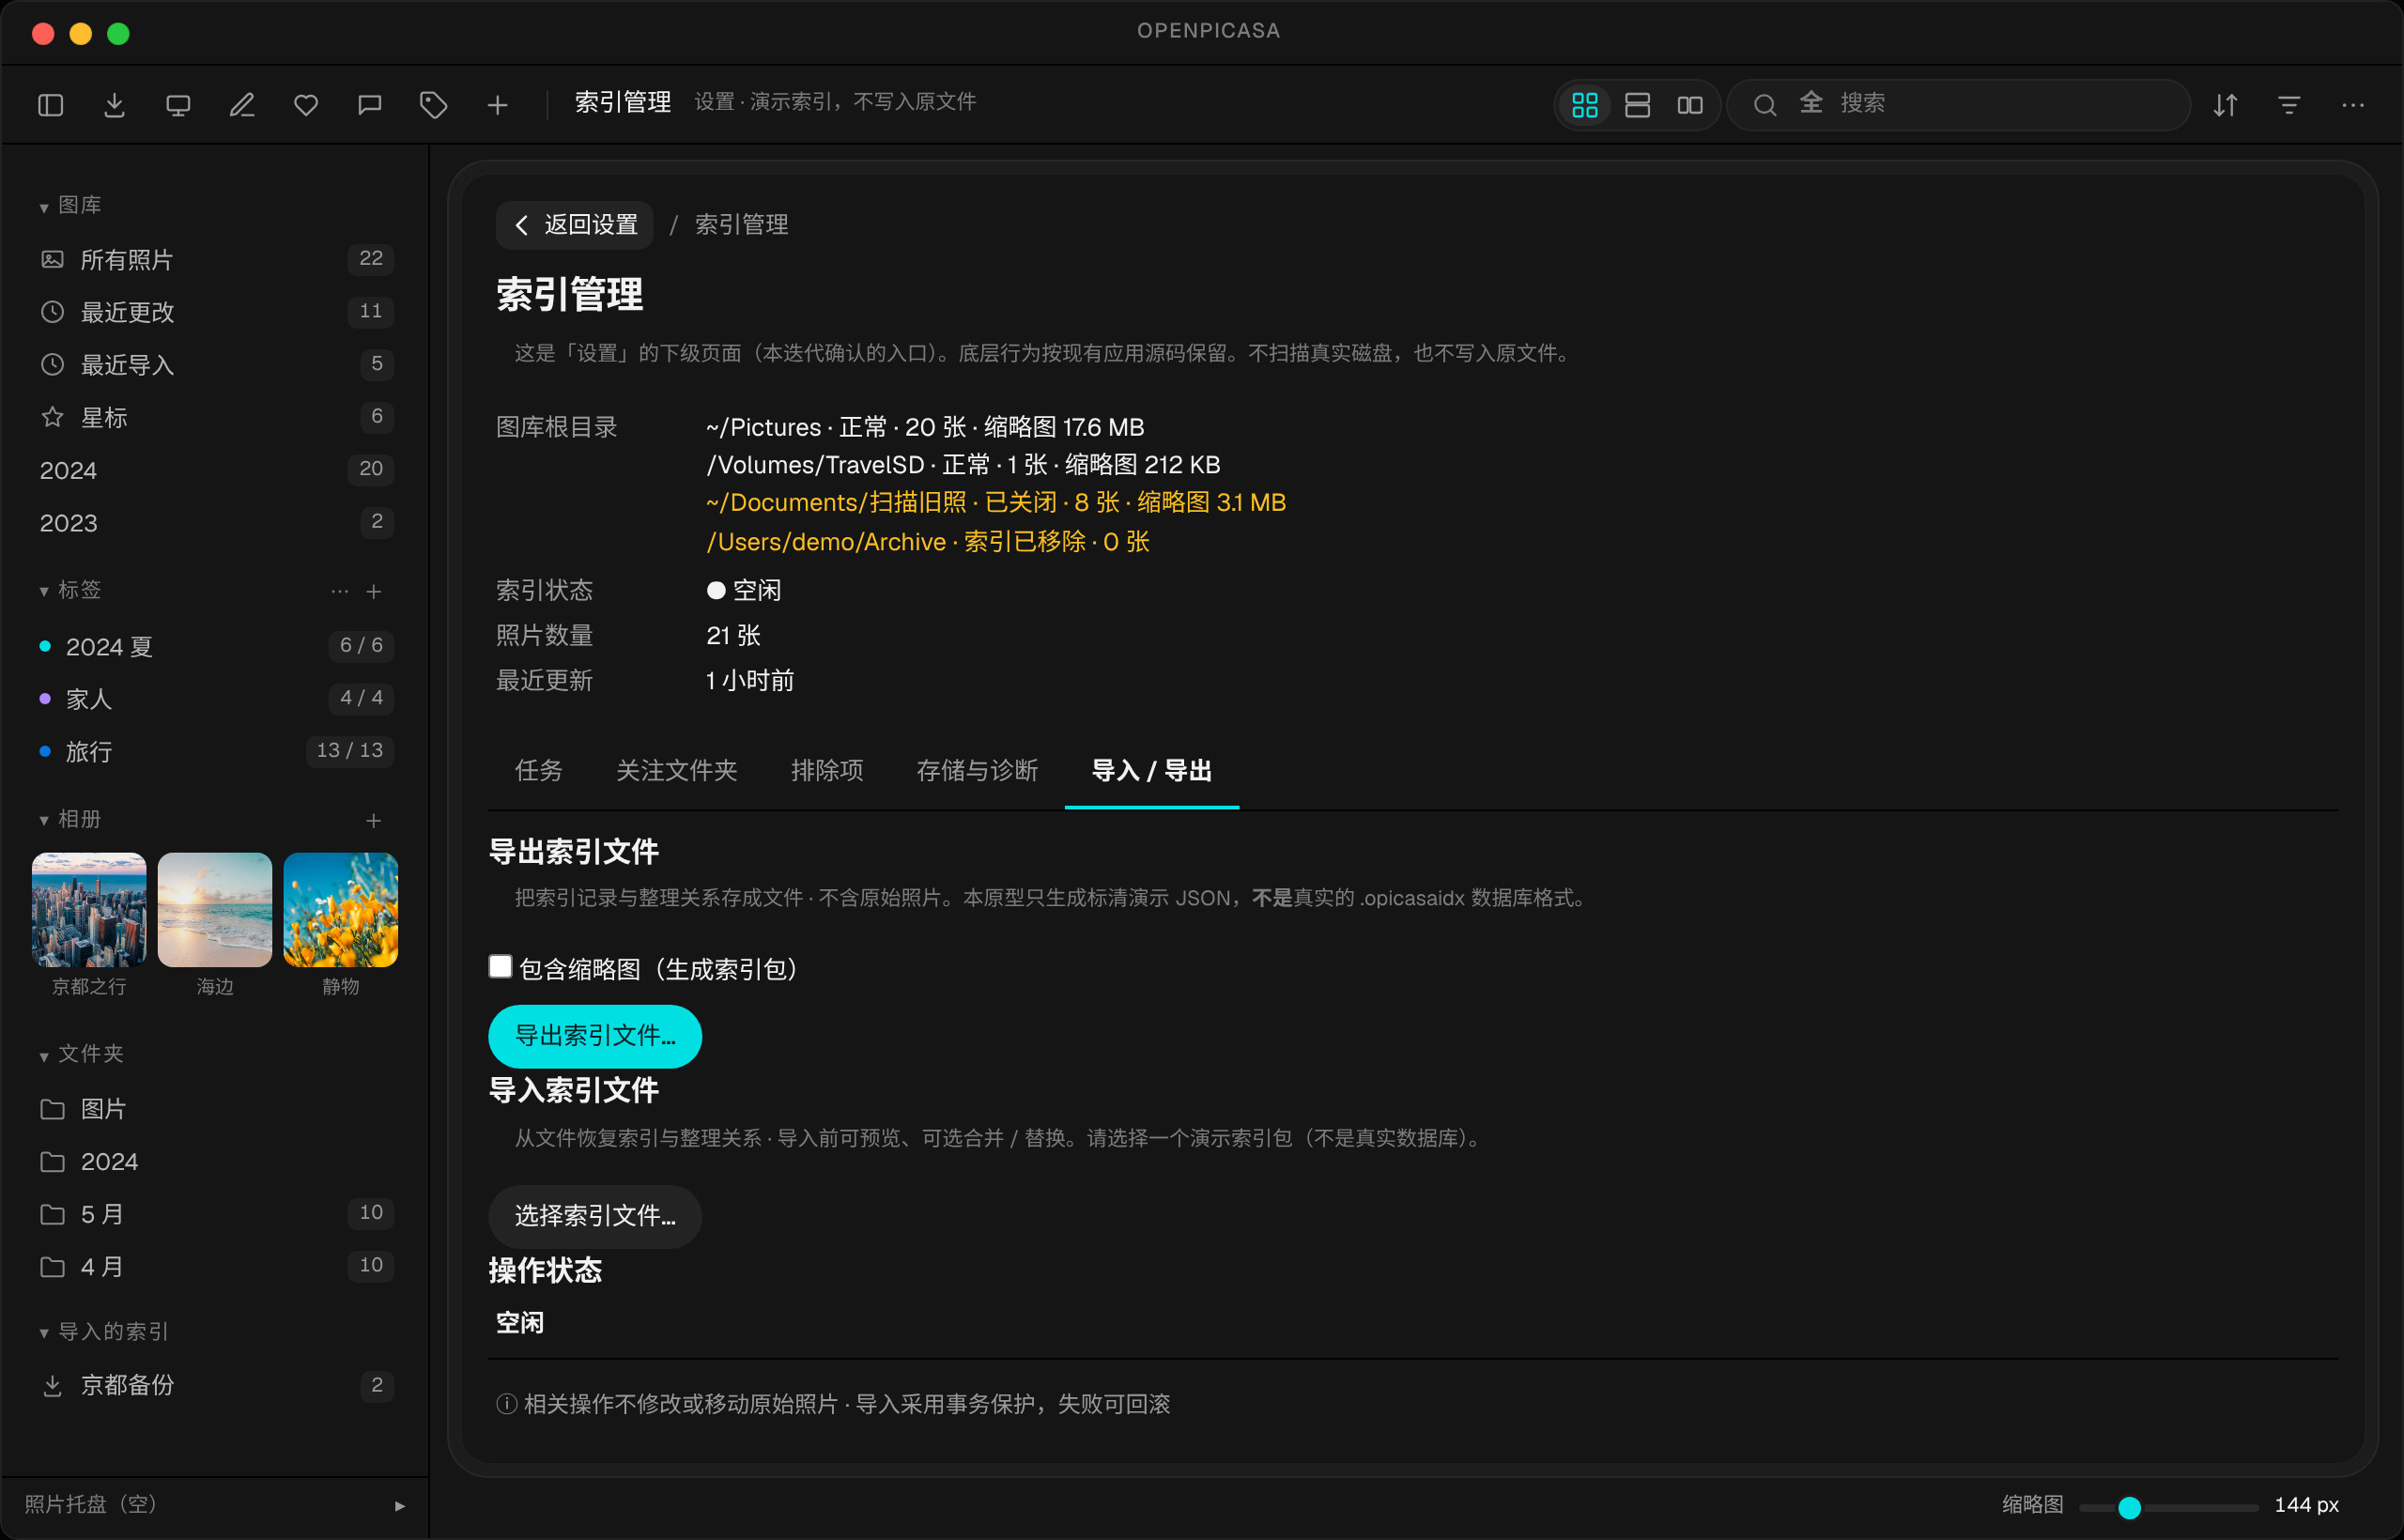 OPENPICASA
索引管理 设置 · 演示索引，不写入原文件
全 搜索
▾ 图库
所有照片 22
最近更改 11
最近导入 5
星标 6
2024 20
2023 2
▾ 标签 ··· +
2024 夏 6 / 6
家人 4 / 4
旅行 13 / 13
▾ 相册 +
京都之行 海边 静物
▾ 文件夹
图片
2024
5 月 10
4 月 10
▾ 导入的索引
京都备份 2
照片托盘（空） ▸
返回设置 / 索引管理
索引管理
这是「设置」的下级页面（本迭代确认的入口）。底层行为按现有应用源码保留。不扫描真实磁盘，也不写入原文件。
图库根目录 ~/Pictures · 正常 · 20 张 · 缩略图 17.6 MB
/Volumes/TravelSD · 正常 · 1 张 · 缩略图 212 KB
~/Documents/扫描旧照 · 已关闭 · 8 张 · 缩略图 3.1 MB
/Users/demo/Archive · 索引已移除 · 0 张
索引状态 ● 空闲
照片数量 21 张
最近更新 1 小时前
任务 关注文件夹 排除项 存储与诊断 导入 / 导出
导出索引文件
把索引记录与整理关系存成文件 · 不含原始照片。本原型只生成标清演示 JSON，不是真实的 .opicasaidx 数据库格式。
包含缩略图（生成索引包）
导出索引文件…
导入索引文件
从文件恢复索引与整理关系 · 导入前可预览、可选合并 / 替换。请选择一个演示索引包（不是真实数据库）。
选择索引文件…
操作状态
空闲
ⓘ 相关操作不修改或移动原始照片 · 导入采用事务保护，失败可回滚
缩略图 144 px